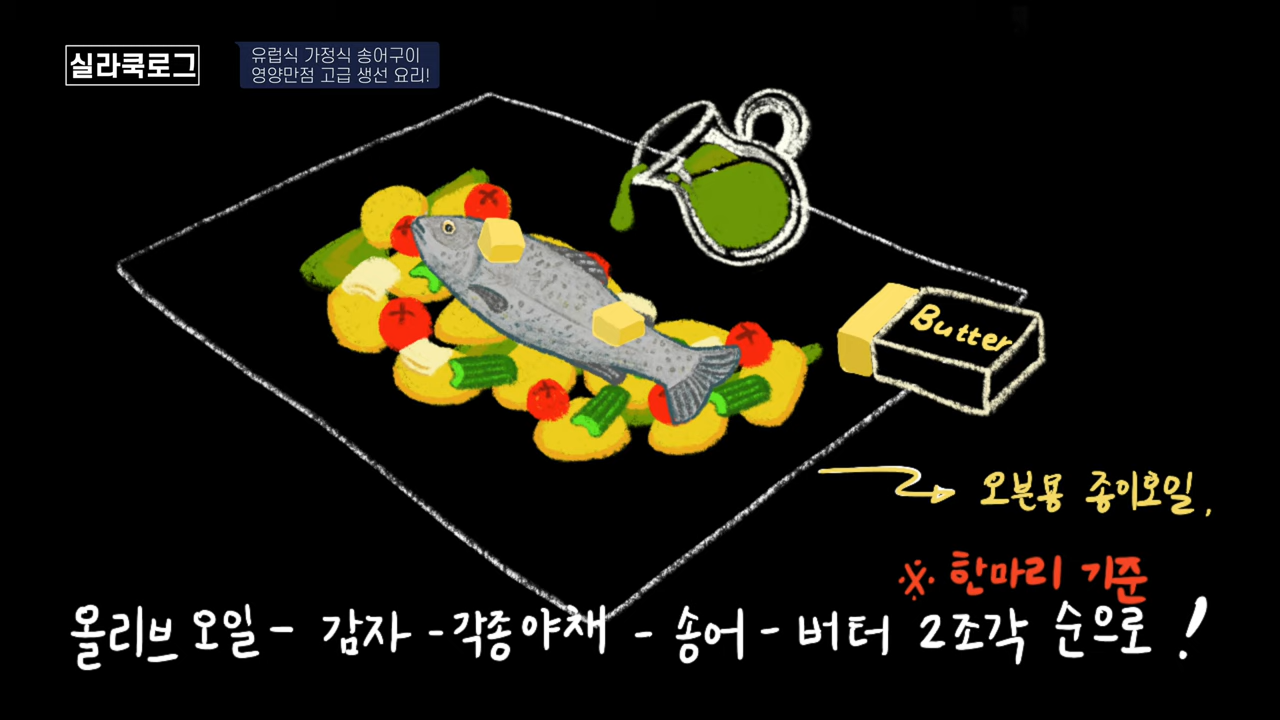 실라쿡로그
유럽식 가정식 송어구이
영양만점 고급 생선 요리!
Butter
오븐용 종이호일,
※ 한마리 기준
올리브 오일 - 감자 - 각종야채 - 송어 - 버터 2조각 순으로 !